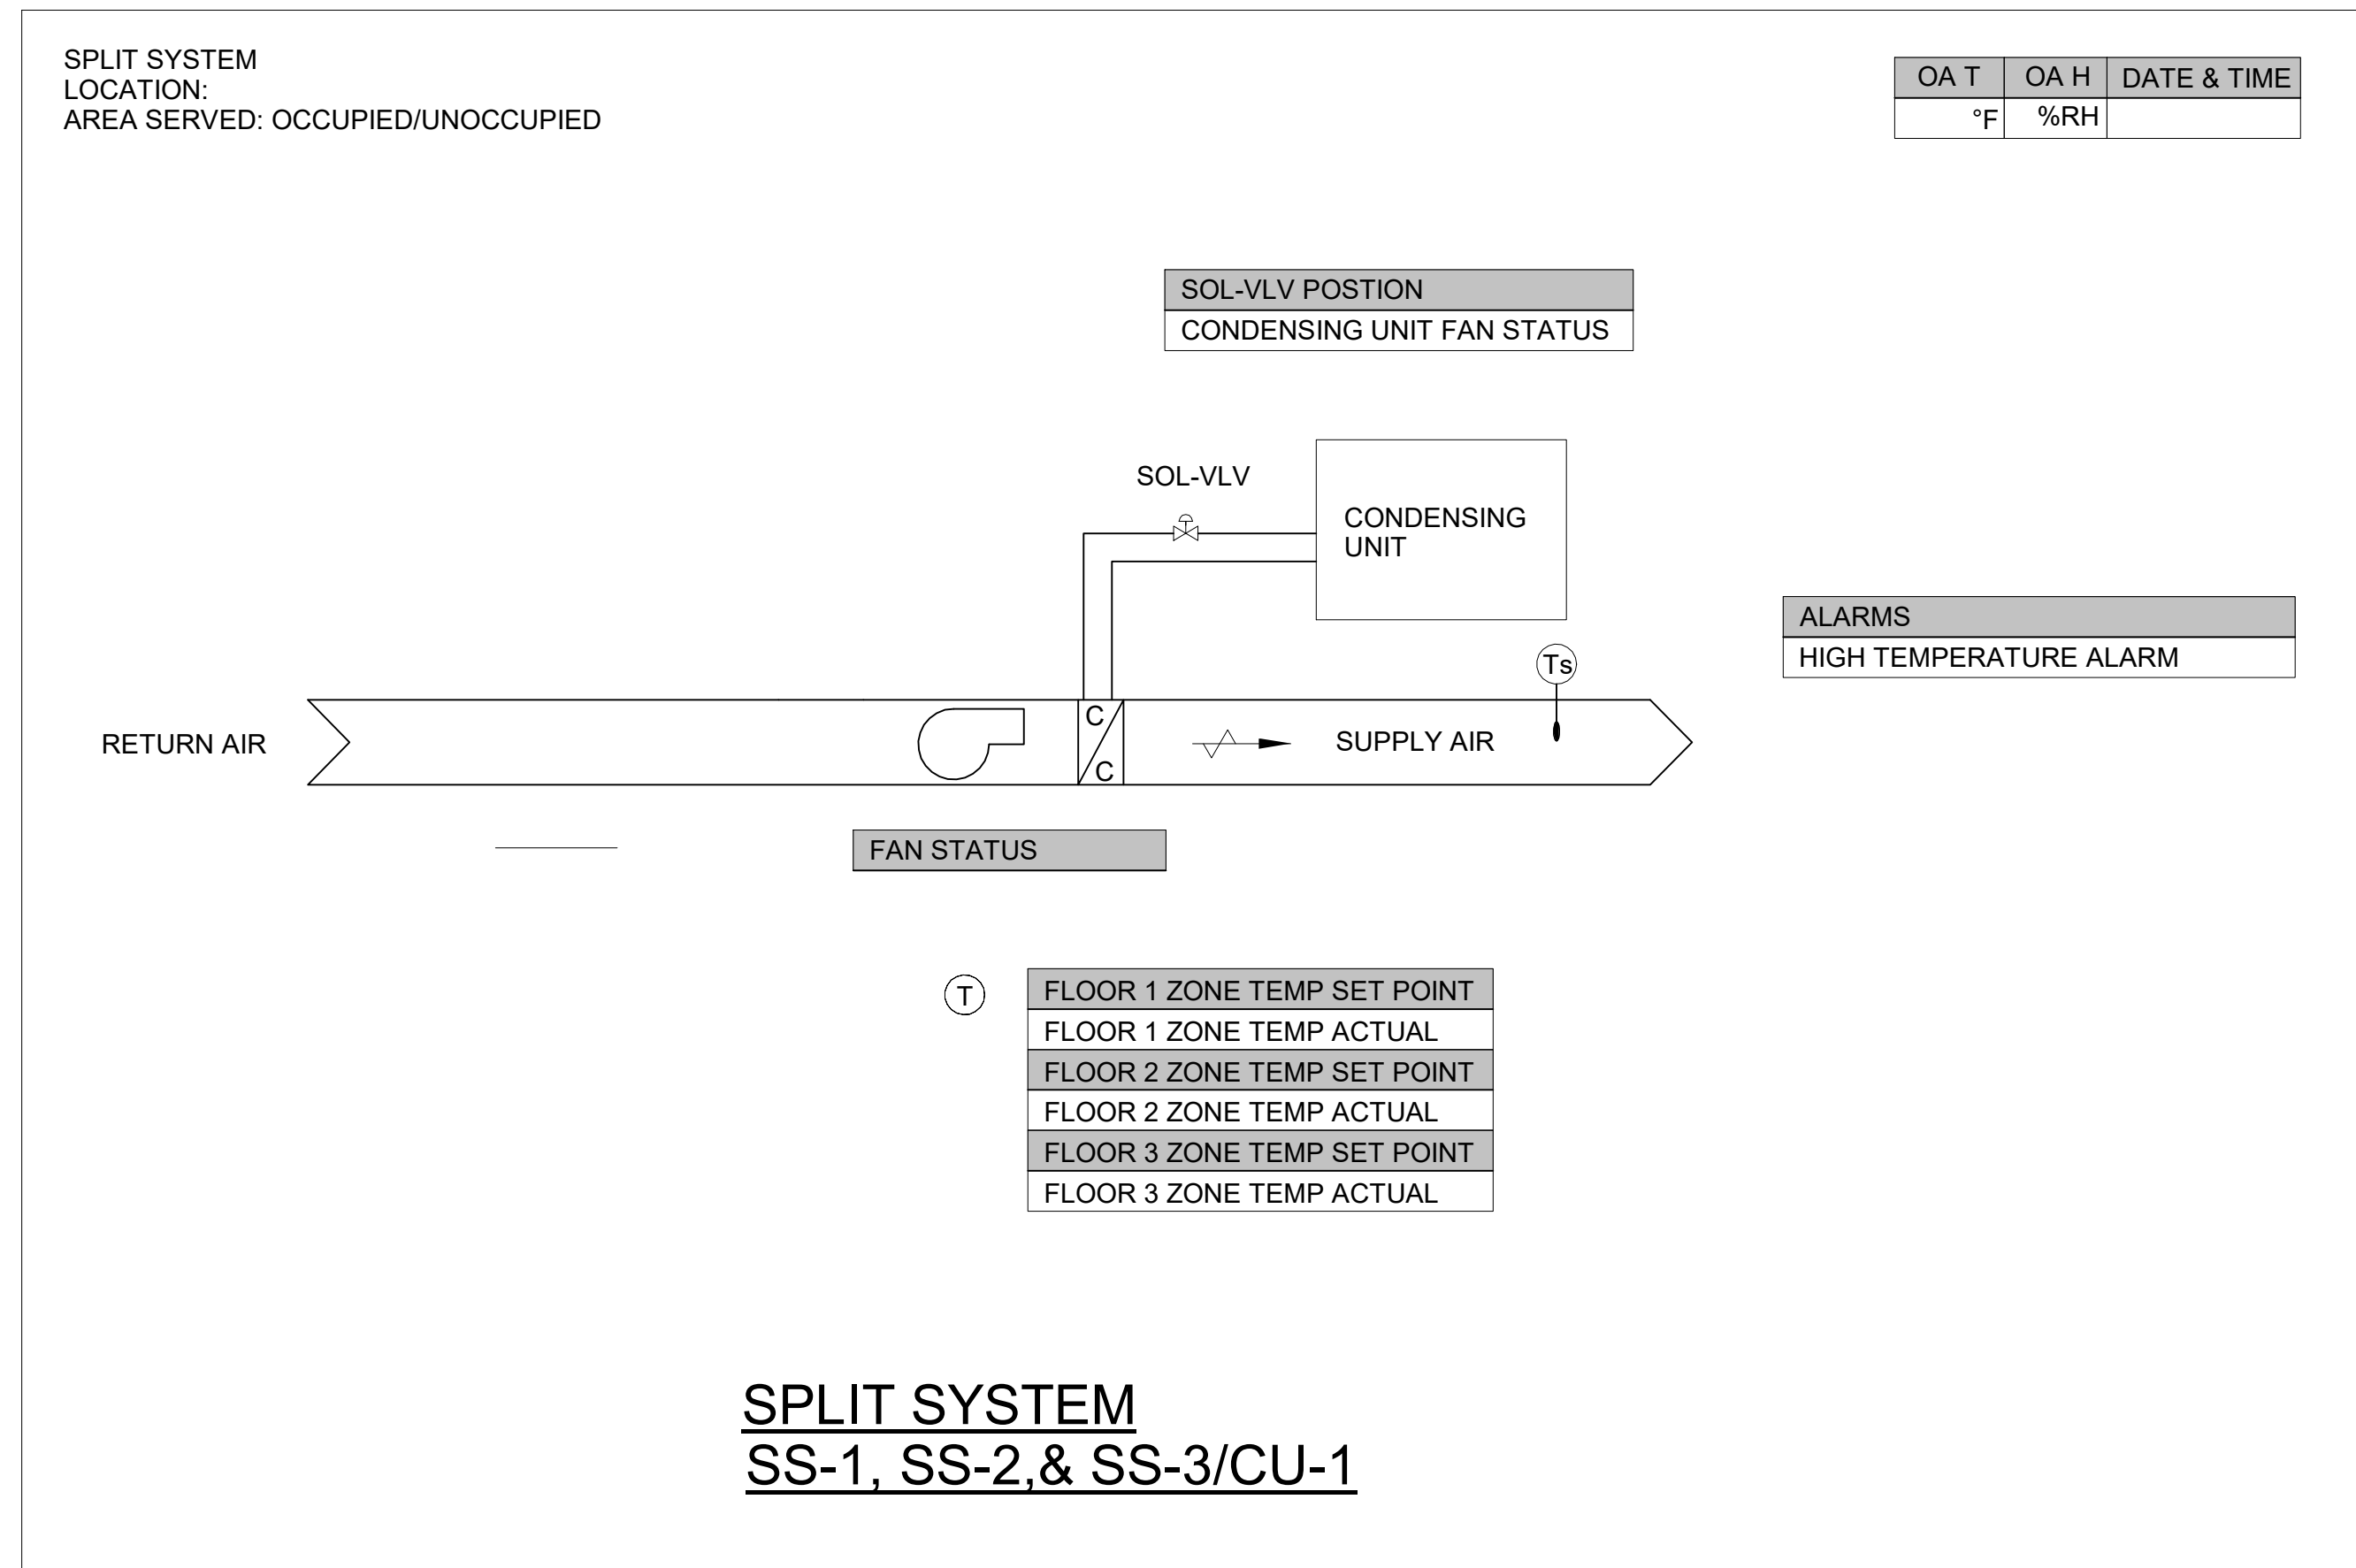 SPLIT SYSTEM
LOCATION:
AREA SERVED: OCCUPIED/UNOCCUPIED
OA T OA H DATE & TIME
°F %RH
SOL-VLV POSTION
CONDENSING UNIT FAN STATUS
SOL-VLV
CONDENSING
UNIT
ALARMS
HIGH TEMPERATURE ALARM
Ts
RETURN AIR
C
C
SUPPLY AIR
FAN STATUS
T
FLOOR 1 ZONE TEMP SET POINT
FLOOR 1 ZONE TEMP ACTUAL
FLOOR 2 ZONE TEMP SET POINT
FLOOR 2 ZONE TEMP ACTUAL
FLOOR 3 ZONE TEMP SET POINT
FLOOR 3 ZONE TEMP ACTUAL
SPLIT SYSTEM
SS-1, SS-2,& SS-3/CU-1